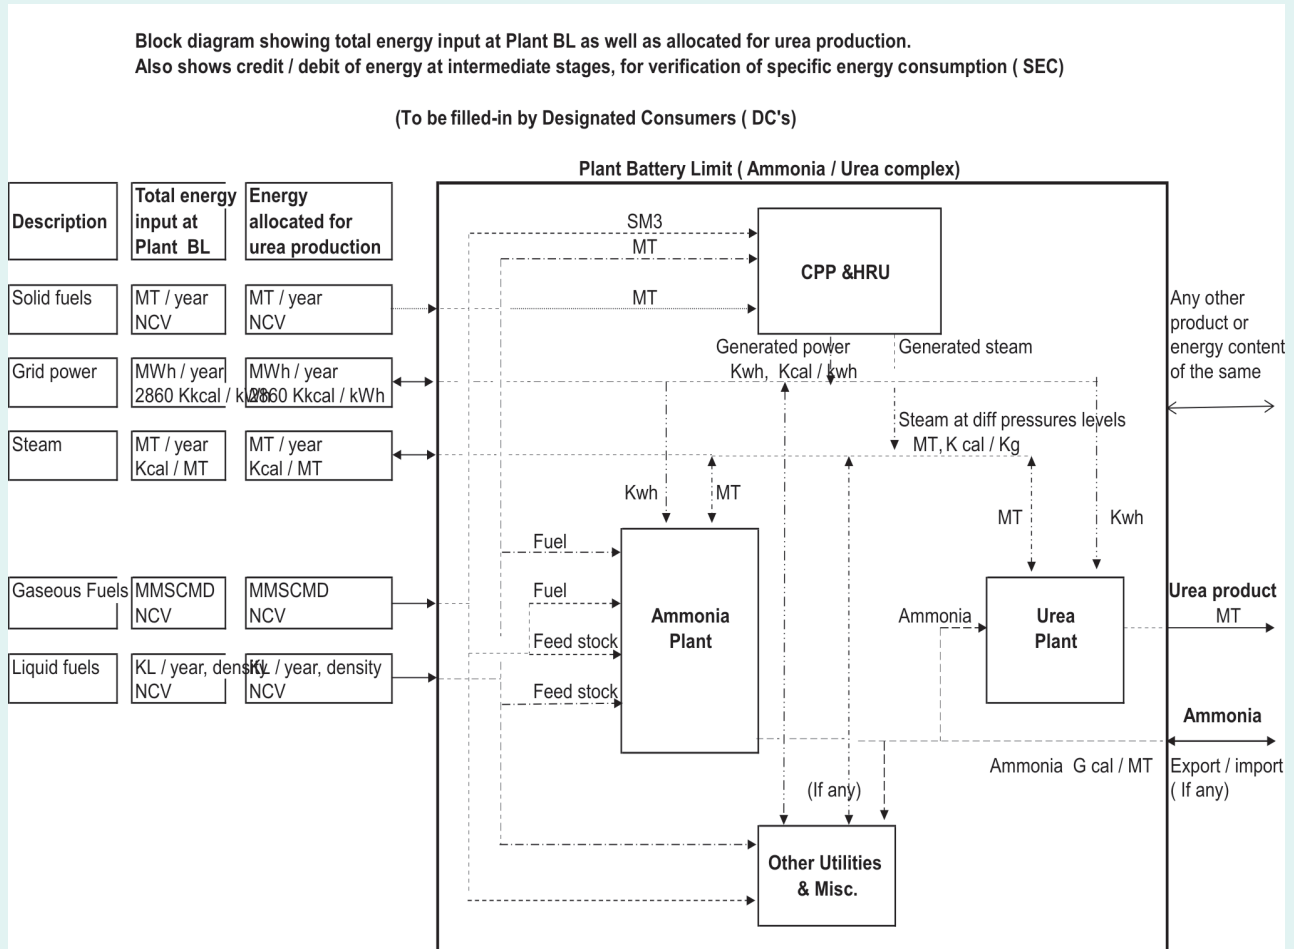 Block diagram showing total energy input at Plant BL as well as allocated for urea production.
Also shows credit / debit of energy at intermediate stages, for verification of specific energy consumption ( SEC)
(To be filled-in by Designated Consumers ( DC's)
Plant Battery Limit ( Ammonia / Urea complex)
Description
Total energy
input at
Plant BL
Energy
allocated for
urea production
Solid fuels
MT / year
NCV
MT / year
NCV
Grid power
MWh / year
2860 Kkcal / kWh
MWh / year
2860 Kkcal / kWh
Steam
MT / year
Kcal / MT
MT / year
Kcal / MT
Gaseous Fuels
MMSCMD
NCV
MMSCMD
NCV
Liquid fuels
KL / year, density
NCV
KL / year, density
NCV
SM3
MT
MT
CPP &HRU
Generated power
Kwh, Kcal / kwh
Generated steam
Steam at diff pressures levels
MT, K cal / Kg
Kwh
MT
MT
Kwh
Fuel
Fuel
Feed stock
Feed stock
Ammonia
Plant
Ammonia
Urea
Plant
Ammonia G cal / MT
(If any)
Other Utilities
& Misc.
Any other
product or
energy content
of the same
Urea product
MT
Ammonia
Export / import
( If any)